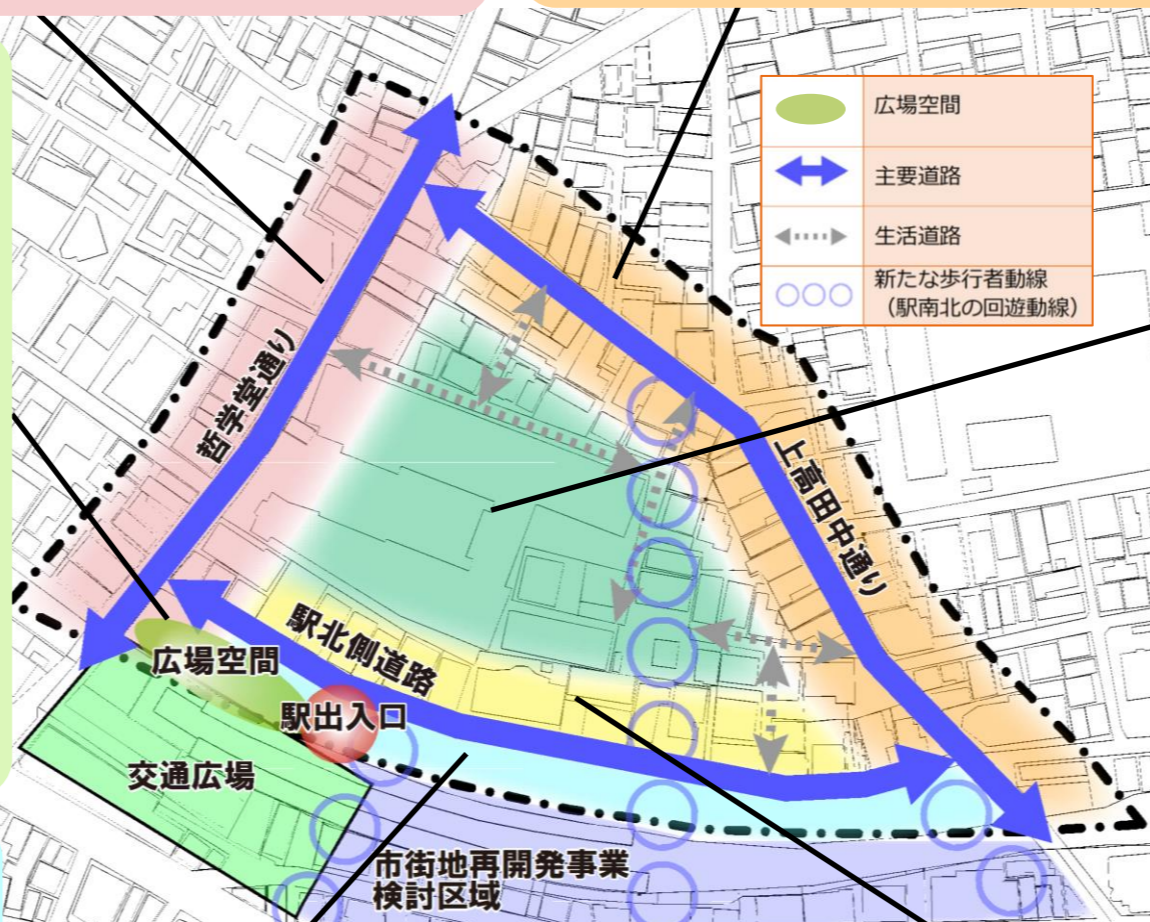 広場空間
主要道路
生活道路
新たな歩行者動線
（駅南北の回遊動線）
哲学堂通り
上高田中通り
駅北側道路
広場空間
駅出入口
交通広場
市街地再開発事業
検討区域